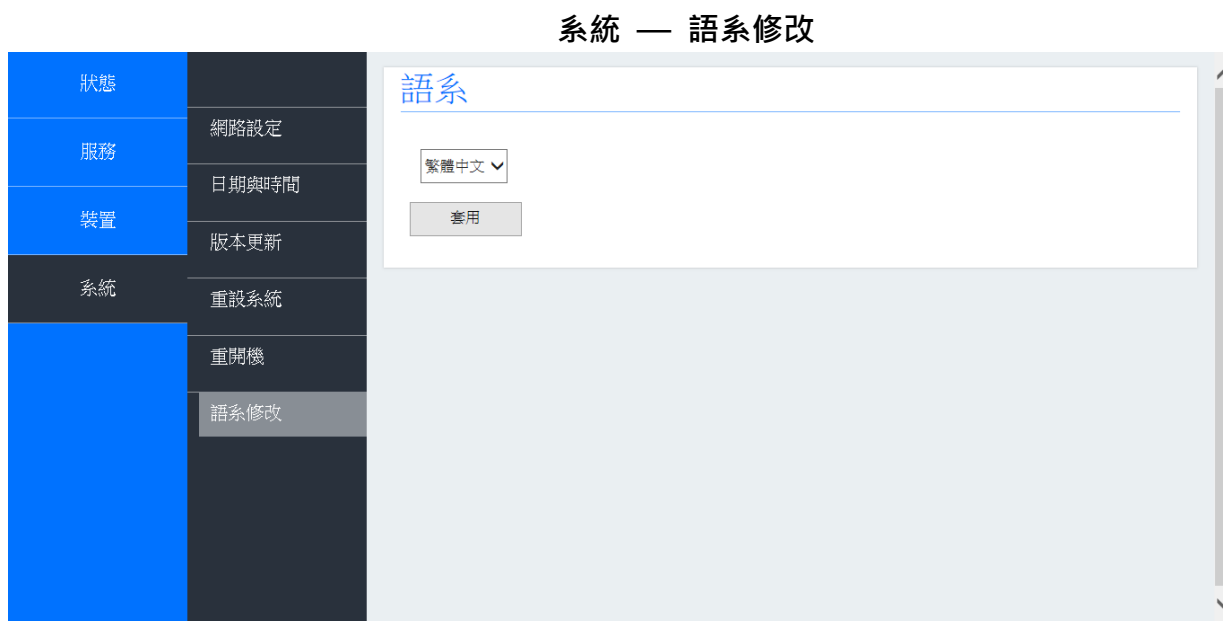 系統 — 語系修改
狀態
服務
裝置
系統
網路設定
日期與時間
版本更新
重設系統
重開機
語系修改
語系
繁體中文
套用